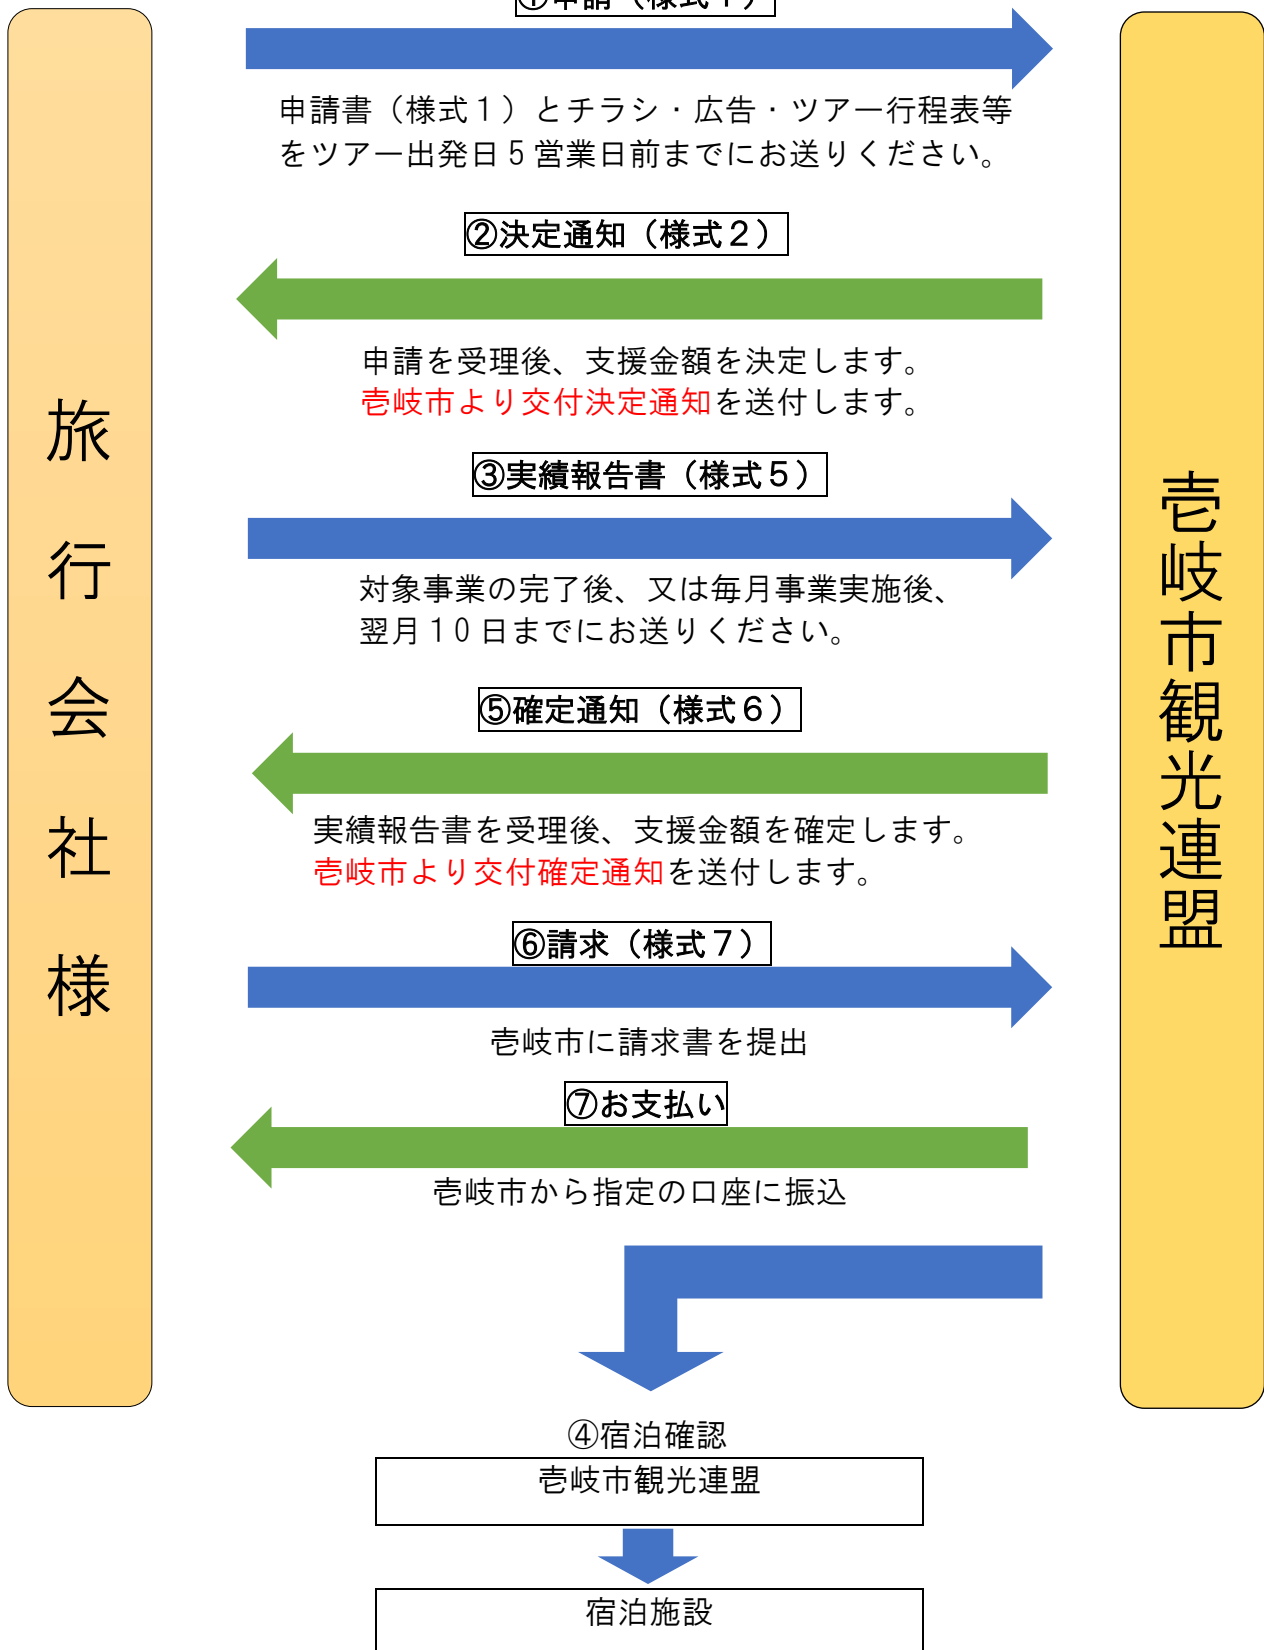 ①申請（様式１）
申請書（様式１）とチラシ・広告・ツアー行程表等
をツアー出発日５営業日前までにお送りください。
②決定通知（様式２）
申請を受理後、支援金額を決定します。
壱岐市より交付決定通知を送付します。
③実績報告書（様式５）
対象事業の完了後、又は毎月事業実施後、
翌月１０日までにお送りください。
⑤確定通知（様式６）
実績報告書を受理後、支援金額を確定します。
壱岐市より交付確定通知を送付します。
⑥請求（様式７）
壱岐市に請求書を提出
⑦お支払い
壱岐市から指定の口座に振込
旅行会社様
壱岐市観光連盟
④宿泊確認
壱岐市観光連盟
宿泊施設